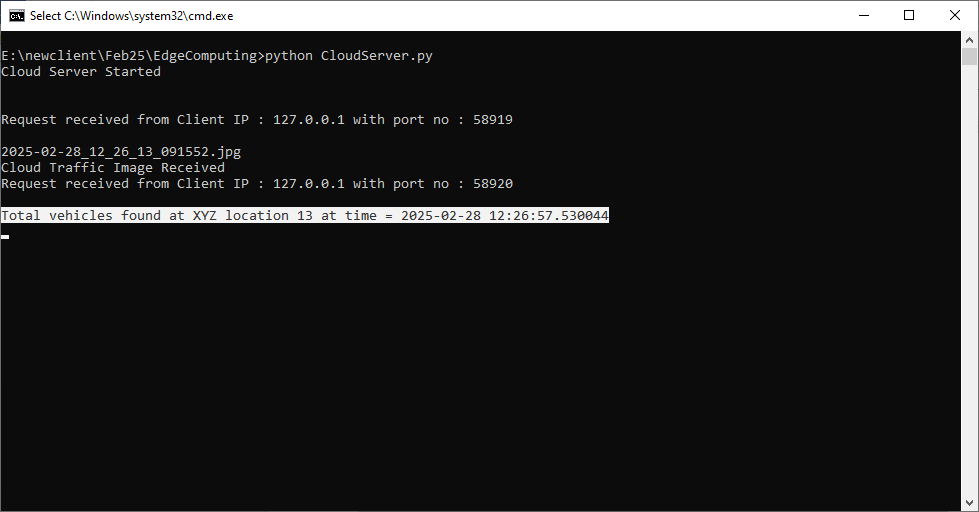 Select C:\Windows\system32\cmd.exe
E:\newclient\Feb25\EdgeComputing>python CloudServer.py
Cloud Server Started
Request received from Client IP : 127.0.0.1 with port no : 58919
2025-02-28_12_26_13_091552.jpg
Cloud Traffic Image Received
Request received from Client IP : 127.0.0.1 with port no : 58920
Total vehicles found at XYZ location 13 at time = 2025-02-28 12:26:57.530044